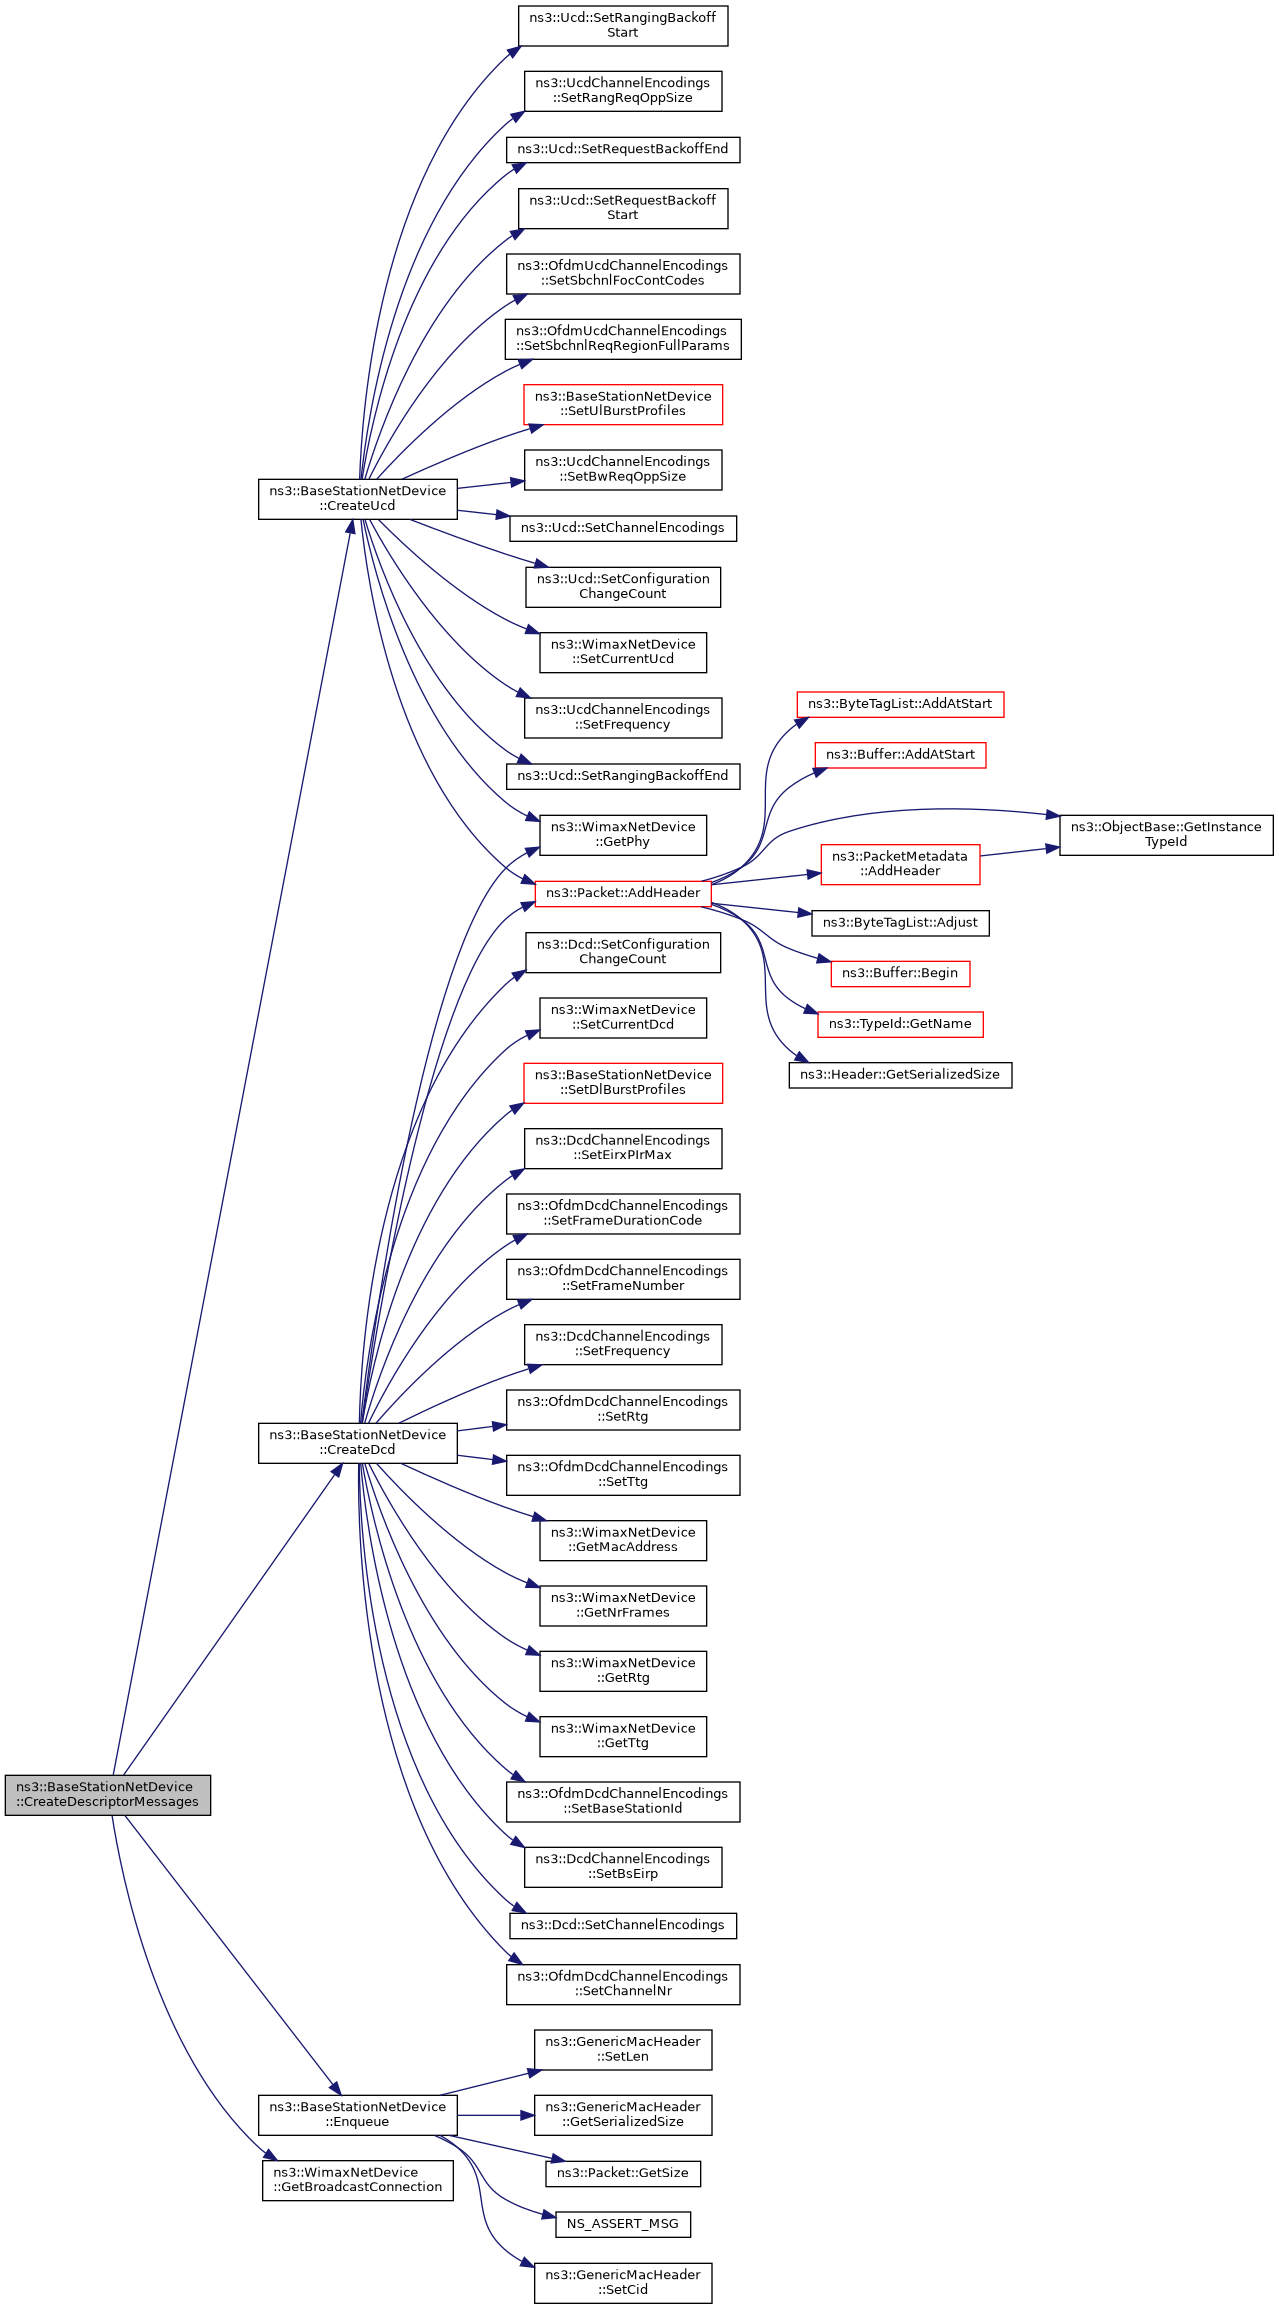 ns3::Ucd::SetRangingBackoff
Start
ns3::UcdChannelEncodings
::SetRangReqOppSize
ns3::Ucd::SetRequestBackoffEnd
ns3::Ucd::SetRequestBackoff
Start
ns3::OfdmUcdChannelEncodings
::SetSbchnlFocContCodes
ns3::OfdmUcdChannelEncodings
::SetSbchnlReqRegionFullParams
ns3::BaseStationNetDevice
::SetUlBurstProfiles
ns3::UcdChannelEncodings
::SetBwReqOppSize
ns3::BaseStationNetDevice
::CreateUcd
ns3::Ucd::SetChannelEncodings
ns3::Ucd::SetConfiguration
ChangeCount
ns3::WimaxNetDevice
::SetCurrentUcd
ns3::UcdChannelEncodings
::SetFrequency
ns3::Ucd::SetRangingBackoffEnd
ns3::WimaxNetDevice
::GetPhy
ns3::Packet::AddHeader
ns3::ByteTagList::AddAtStart
ns3::Buffer::AddAtStart
ns3::ObjectBase::GetInstance
TypeId
ns3::PacketMetadata
::AddHeader
ns3::ByteTagList::Adjust
ns3::Buffer::Begin
ns3::TypeId::GetName
ns3::Header::GetSerializedSize
ns3::Dcd::SetConfiguration
ChangeCount
ns3::WimaxNetDevice
::SetCurrentDcd
ns3::BaseStationNetDevice
::SetDlBurstProfiles
ns3::DcdChannelEncodings
::SetEirxPIrMax
ns3::OfdmDcdChannelEncodings
::SetFrameDurationCode
ns3::OfdmDcdChannelEncodings
::SetFrameNumber
ns3::DcdChannelEncodings
::SetFrequency
ns3::OfdmDcdChannelEncodings
::SetRtg
ns3::BaseStationNetDevice
::CreateDcd
ns3::OfdmDcdChannelEncodings
::SetTtg
ns3::WimaxNetDevice
::GetMacAddress
ns3::WimaxNetDevice
::GetNrFrames
ns3::WimaxNetDevice
::GetRtg
ns3::WimaxNetDevice
::GetTtg
ns3::BaseStationNetDevice
::CreateDescriptorMessages
ns3::OfdmDcdChannelEncodings
::SetBaseStationId
ns3::DcdChannelEncodings
::SetBsEirp
ns3::Dcd::SetChannelEncodings
ns3::OfdmDcdChannelEncodings
::SetChannelNr
ns3::GenericMacHeader
::SetLen
ns3::BaseStationNetDevice
::Enqueue
ns3::GenericMacHeader
::GetSerializedSize
ns3::WimaxNetDevice
::GetBroadcastConnection
ns3::Packet::GetSize
NS_ASSERT_MSG
ns3::GenericMacHeader
::SetCid